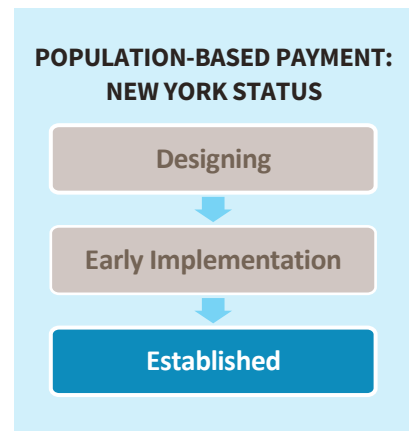 POPULATION-BASED PAYMENT:
NEW YORK STATUS
Designing
Early Implementation
Established